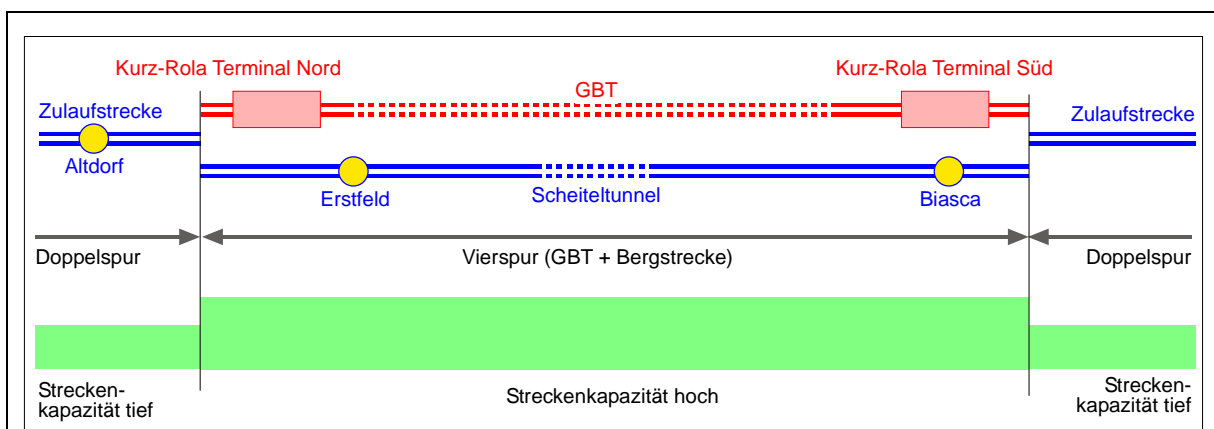 Kurz-Rola Terminal Nord
Kurz-Rola Terminal Süd
GBT
Zulaufstrecke
Zulaufstrecke
Altdorf
Erstfeld
Scheiteltunnel
Biasca
Doppelspur
Vierspur (GBT + Bergstrecke)
Doppelspur
Strecken-
kapazität tief
Streckenkapazität hoch
Strecken-
kapazität tief